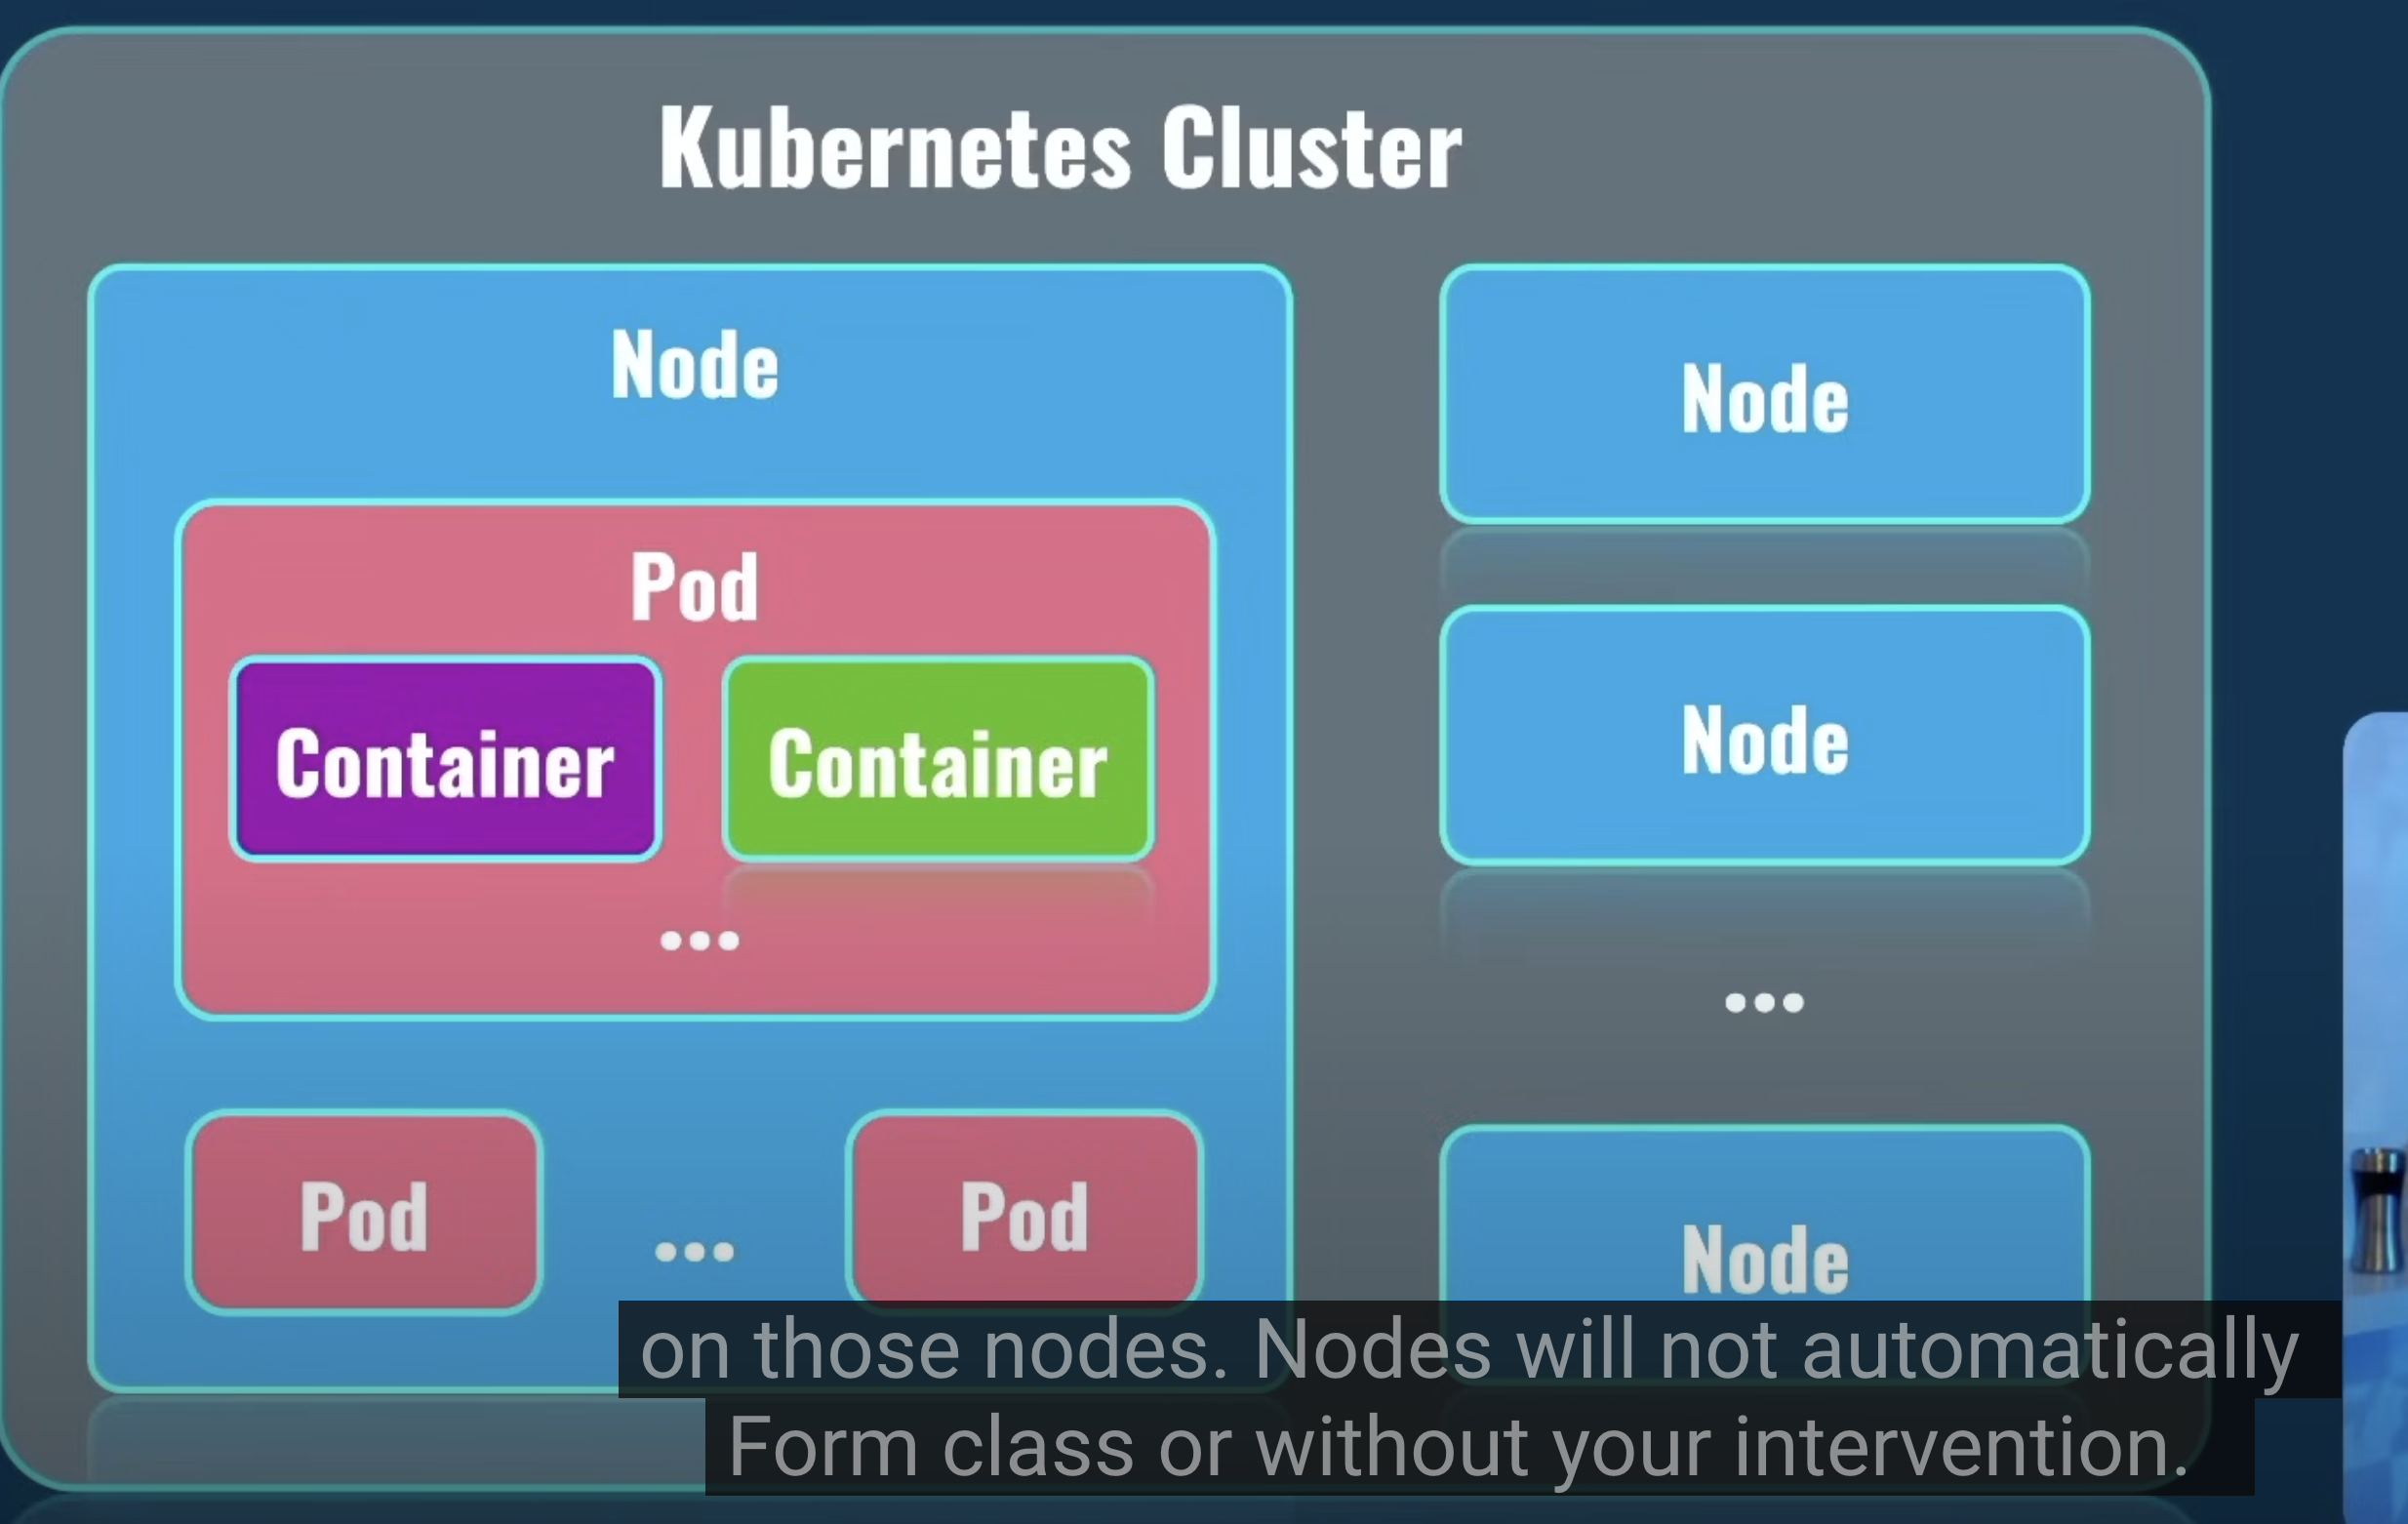 Kubernetes Cluster
Node
Pod
Container
Container
...
Pod
...
Pod
Node
Node
...
Node
on those nodes. Nodes will not automatically
Form class or without your intervention.